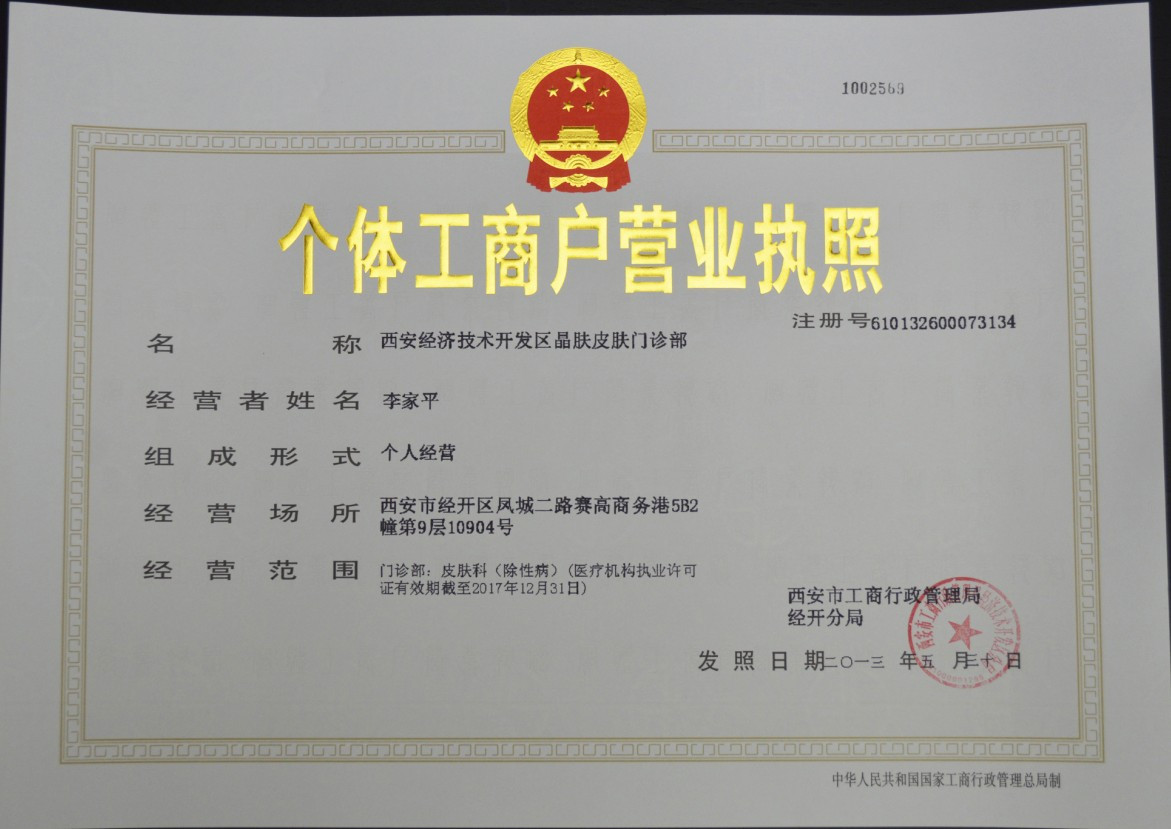 1002569
个体工商户营业执照
注册号610132600073134
名称 西安经济技术开发区晶肤皮肤门诊部
经营者姓名 李家平
组成形式 个人经营
经营场所 西安市经开区凤城二路赛高商务港5B2
幢第9层10904号
经营范围 门诊部：皮肤科（除性病）(医疗机构执业许可
证有效期截至2017年12月31日)
西安市工商行政管理局
经开分局
发照日期二〇一三年五月三十日
中华人民共和国国家工商行政管理总局制